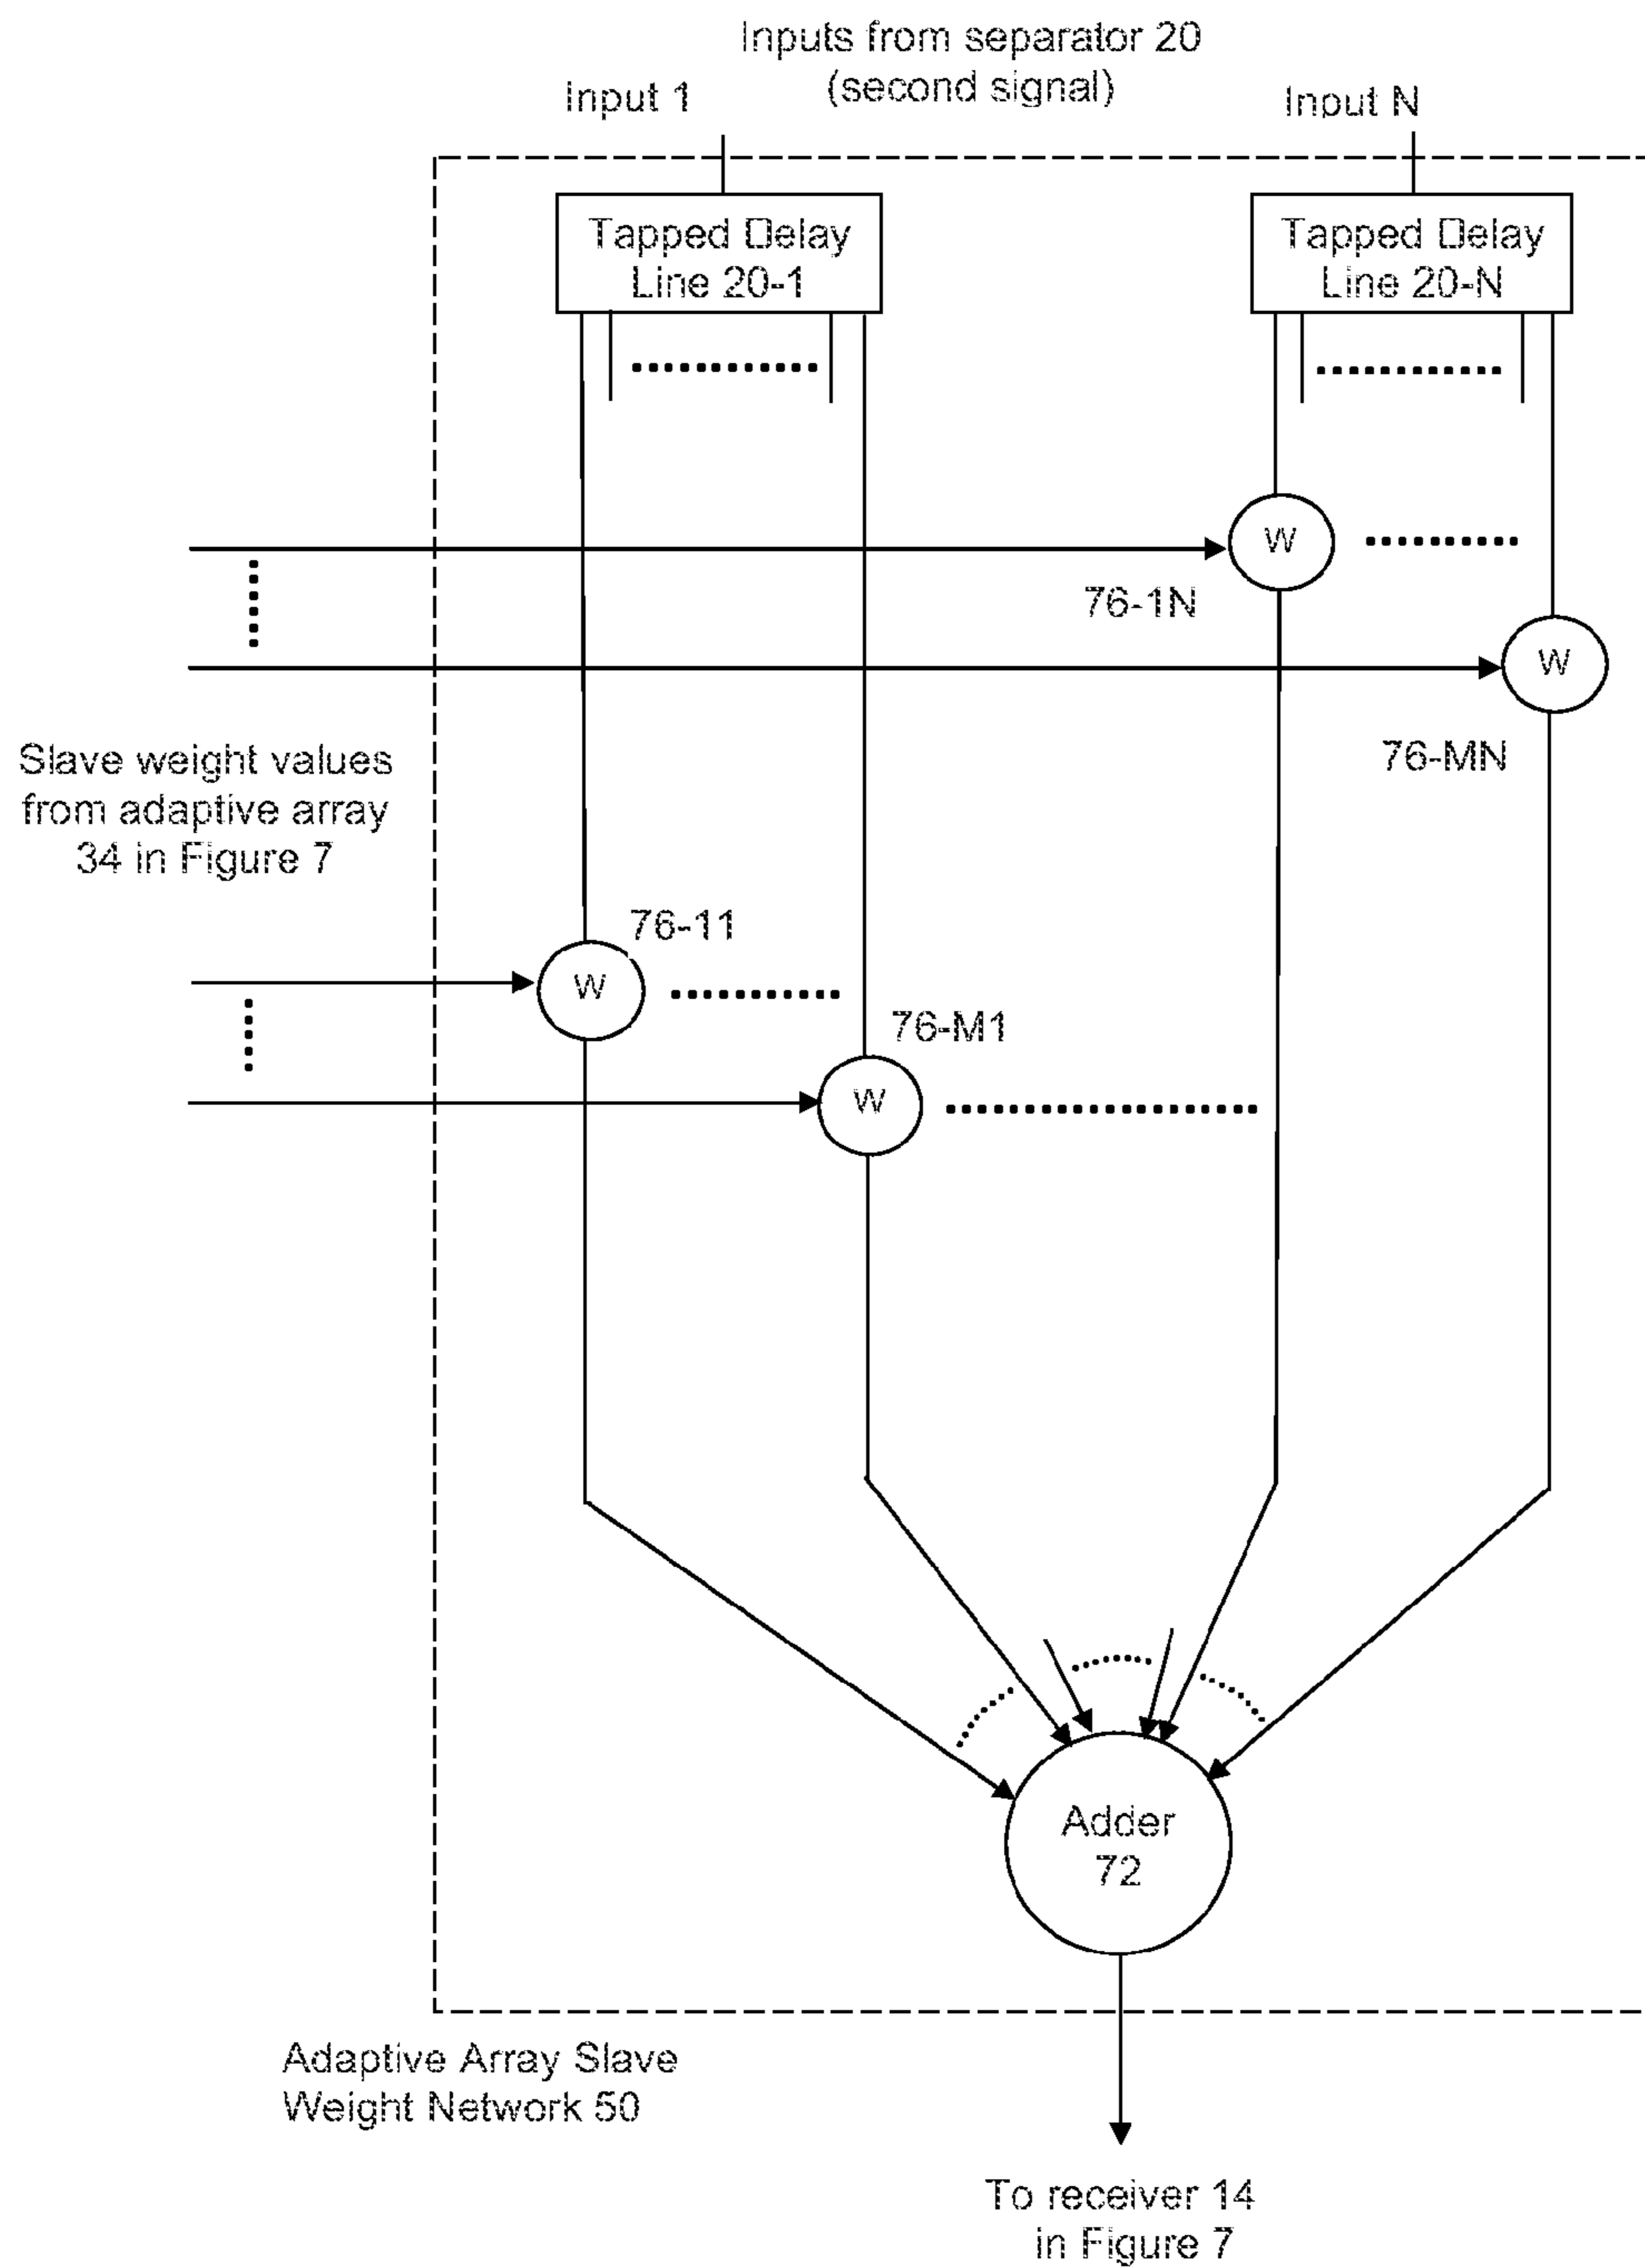 Inputs from separator 20
(second signal)
Input 1
Input N
Tapped Delay
Line 20-1
Tapped Delay
Line 20-N
W
76-1N
W
76-MN
Slave weight values
from adaptive array
34 in Figure 7
76-11
W
76-M1
W
Adder
72
Adaptive Array Slave
Weight Network 50
To receiver 14
in Figure 7